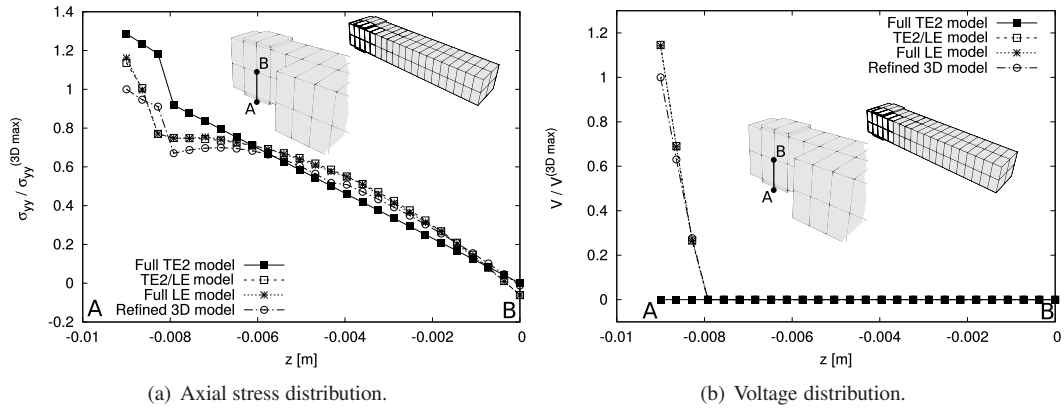 1.4
1.2
1
0.8
0.6
0.4
0.2
0
-0.2
σyy / σyy(3D max)
B
A
Full TE2 model
TE2/LE model
Full LE model
Refined 3D model
A
B
-0.01 -0.008 -0.006 -0.004 -0.002 0
z [m]
(a) Axial stress distribution.
1.2
1
0.8
0.6
0.4
0.2
0
V / V(3D max)
Full TE2 model
TE2/LE model
Full LE model
Refined 3D model
B
A
A
B
-0.01 -0.008 -0.006 -0.004 -0.002 0
z [m]
(b) Voltage distribution.